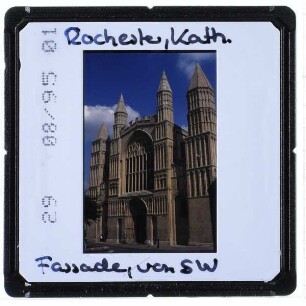 Rochester, Kath.
29 08/95 01
Fassade, von SW